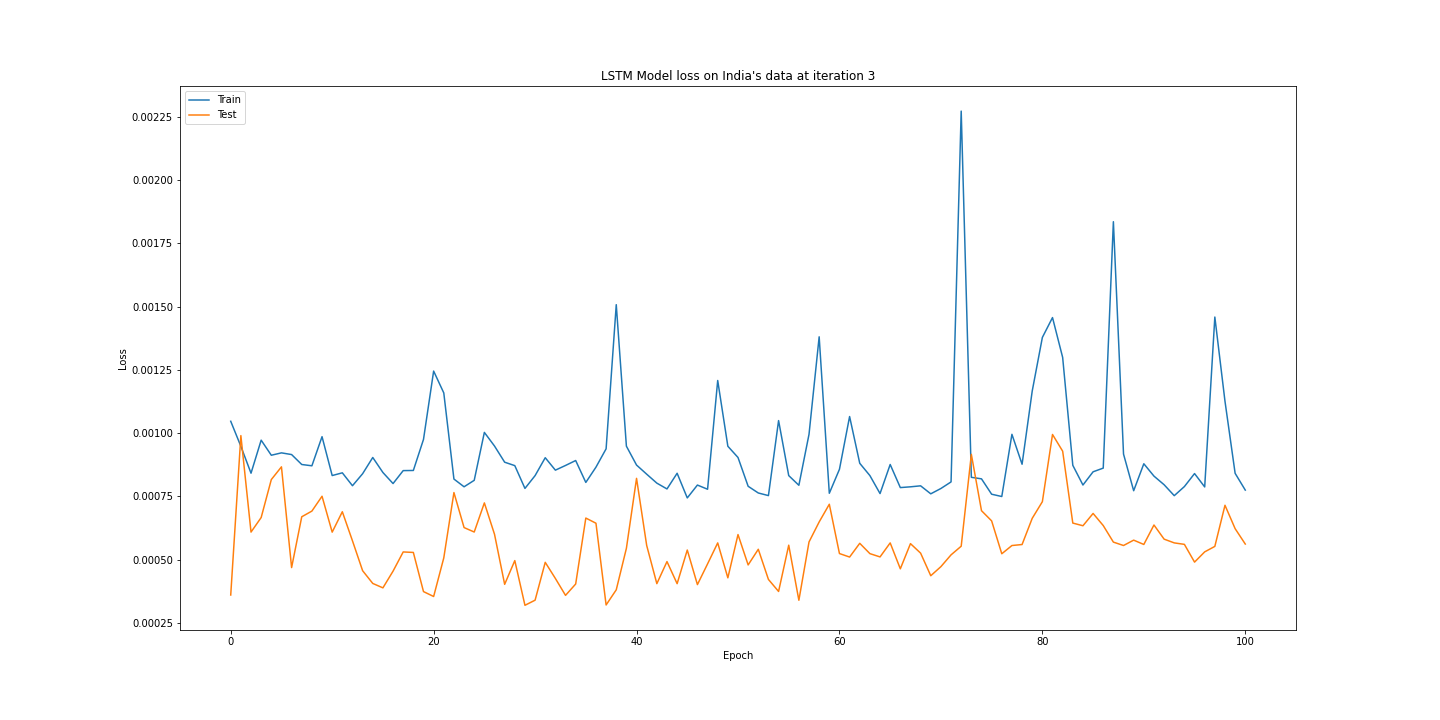 LSTM Model loss on India's data at iteration 3
Train
Test
0.00225
0.00200
0.00175
0.00150
0.00125
0.00100
0.00075
0.00050
0.00025
Loss
0 20 40 60 80 100
Epoch